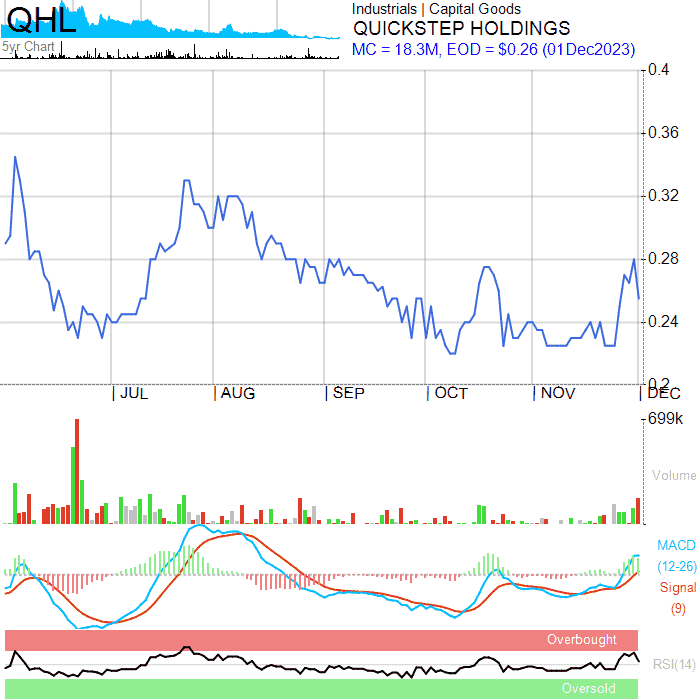 QHL
Industrials | Capital Goods
QUICKSTEP HOLDINGS
5yr Chart
MC = 18.3M, EOD = $0.26 (01Dec2023)
0.4
0.36
0.32
0.28
0.24
0.2
| JUL | AUG | SEP | OCT | NOV | DEC
699k
Volume
MACD
(12-26)
Signal
(9)
Overbought
RSI(14)
Oversold